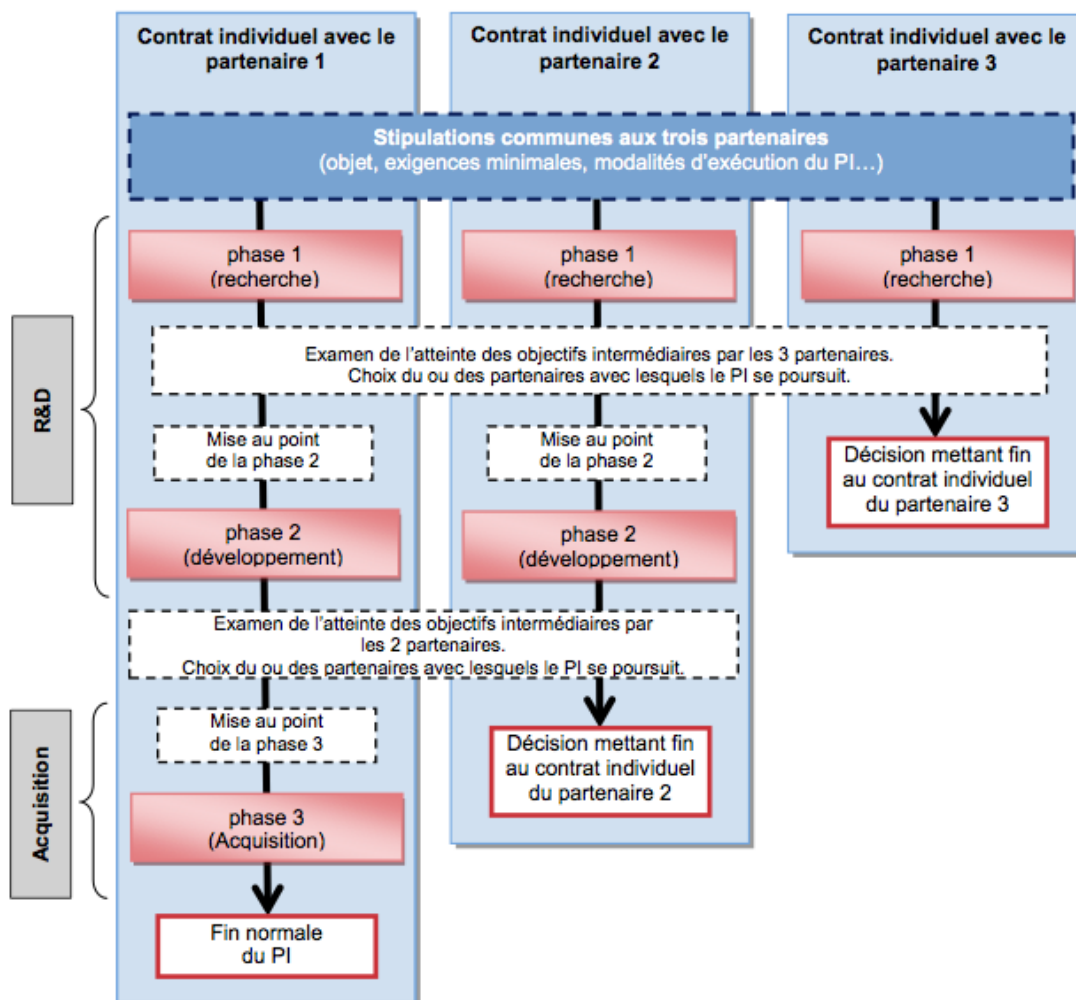 Contrat individuel avec le
partenaire 1
Contrat individuel avec le
partenaire 2
Contrat individuel avec le
partenaire 3
Stipulations communes aux trois partenaires
(objet, exigences minimales, modalités d'exécution du PI…)
R&D
phase 1
(recherche)
phase 1
(recherche)
phase 1
(recherche)
Examen de l'atteinte des objectifs intermédiaires par les 3 partenaires.
Choix du ou des partenaires avec lesquels le PI se poursuit.
Mise au point
de la phase 2
Mise au point
de la phase 2
Décision mettant fin
au contrat individuel
du partenaire 3
phase 2
(développement)
phase 2
(développement)
Examen de l'atteinte des objectifs intermédiaires par
les 2 partenaires.
Choix du ou des partenaires avec lesquels le PI se poursuit.
Acquisition
Mise au point
de la phase 3
Décision mettant fin
au contrat individuel
du partenaire 2
phase 3
(Acquisition)
Fin normale
du PI